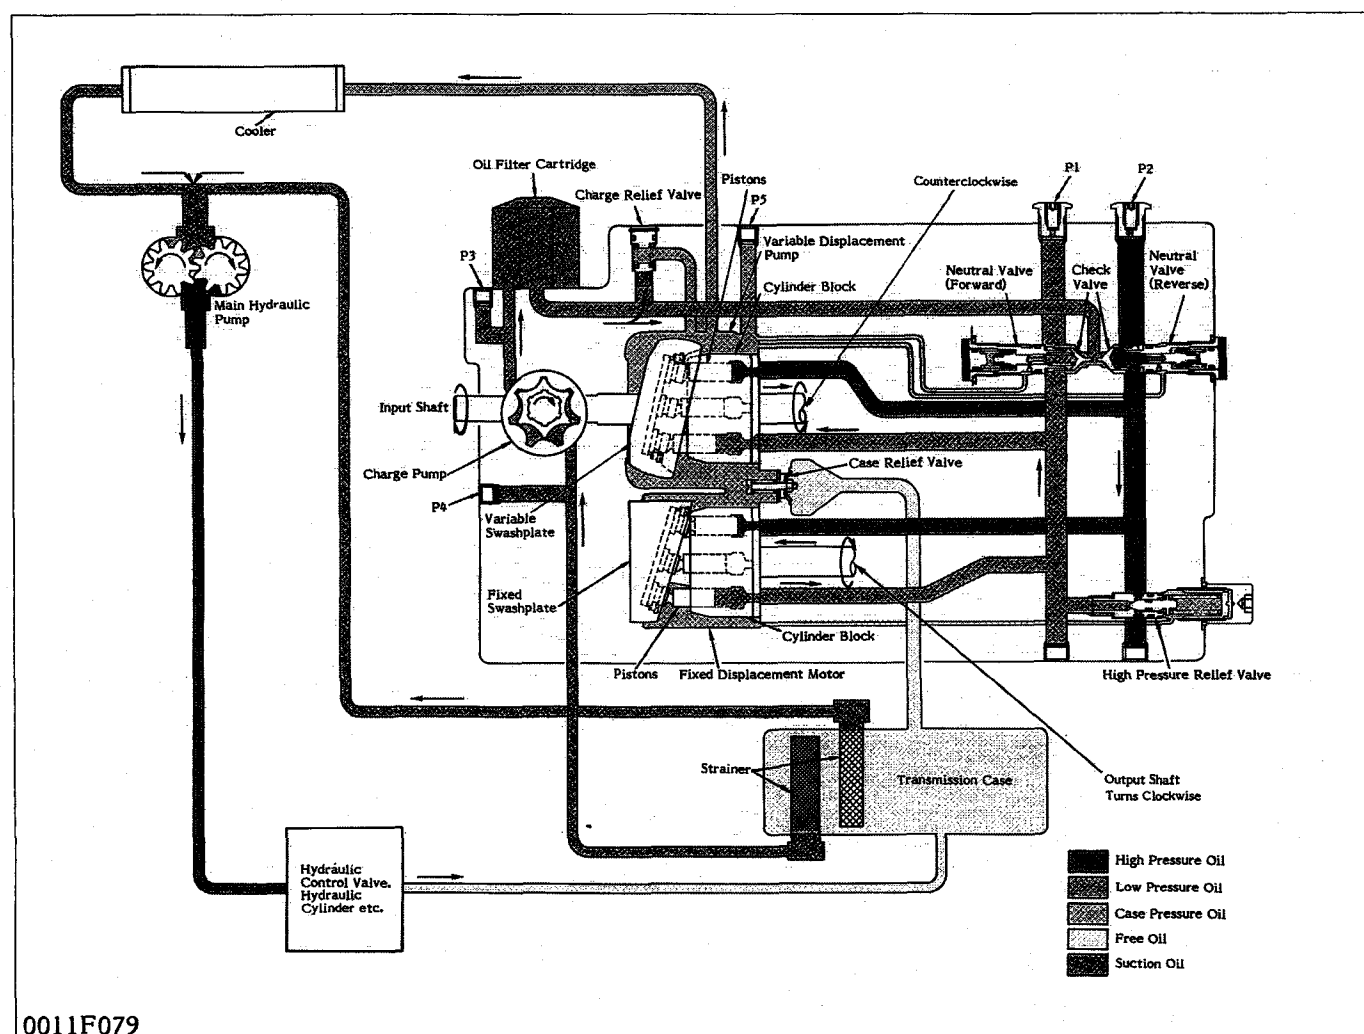 Cooler
Oil Filter Cartridge
Charge Relief Valve
Pistons
P5
Counterclockwise
P1
P2
P3
Variable Displacement
Pump
Neutral Valve
(Forward)
Check
Valve
Neutral
Valve
(Reverse)
Main Hydraulic
Pump
Cylinder Block
Input Shaft
Charge Pump
Case Relief Valve
P4
Variable
Swashplate
Fixed
Swashplate
Cylinder Block
Pistons
Fixed Displacement Motor
High Pressure Relief Valve
Strainer
Transmission Case
Output Shaft
Turns Clockwise
Hydraulic
Control Valve.
Hydraulic
Cylinder etc.
High Pressure Oil
Low Pressure Oil
Case Pressure Oil
Free Oil
Suction Oil
0011F079